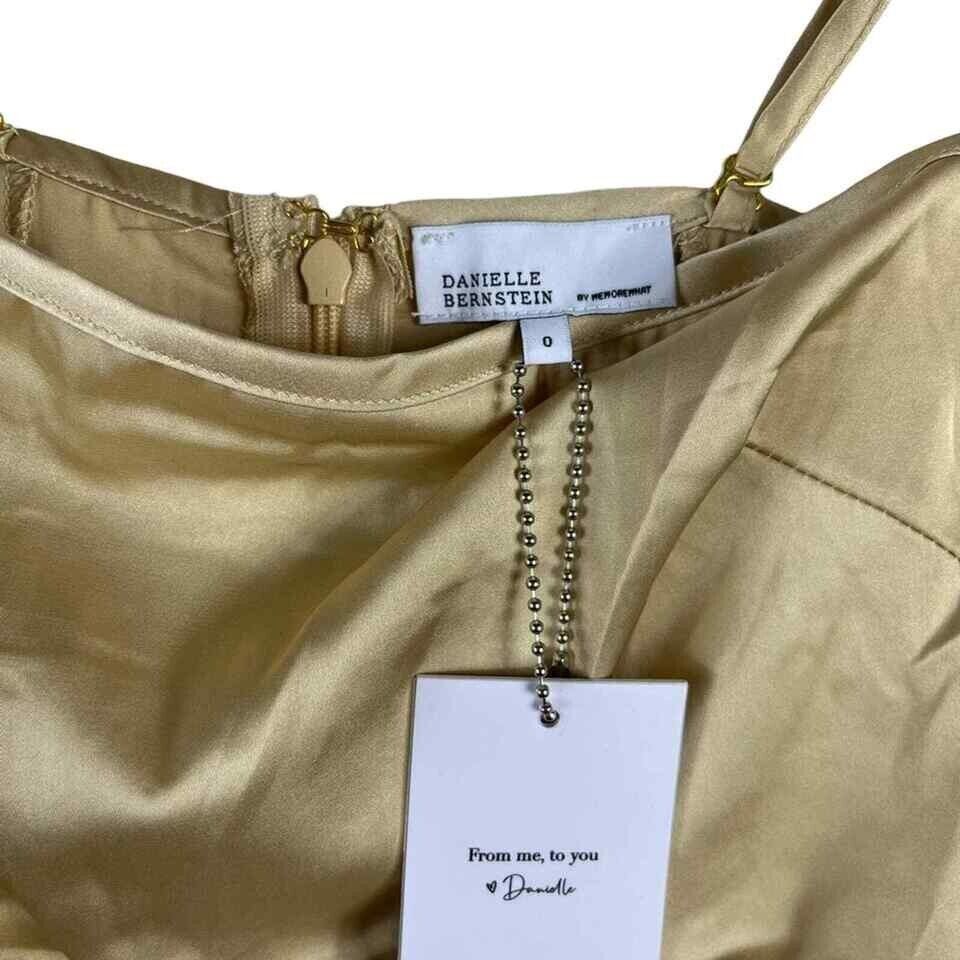 DANIELLE
BERNSTEIN BY WEWOREWHAT
0
From me, to you
Danielle